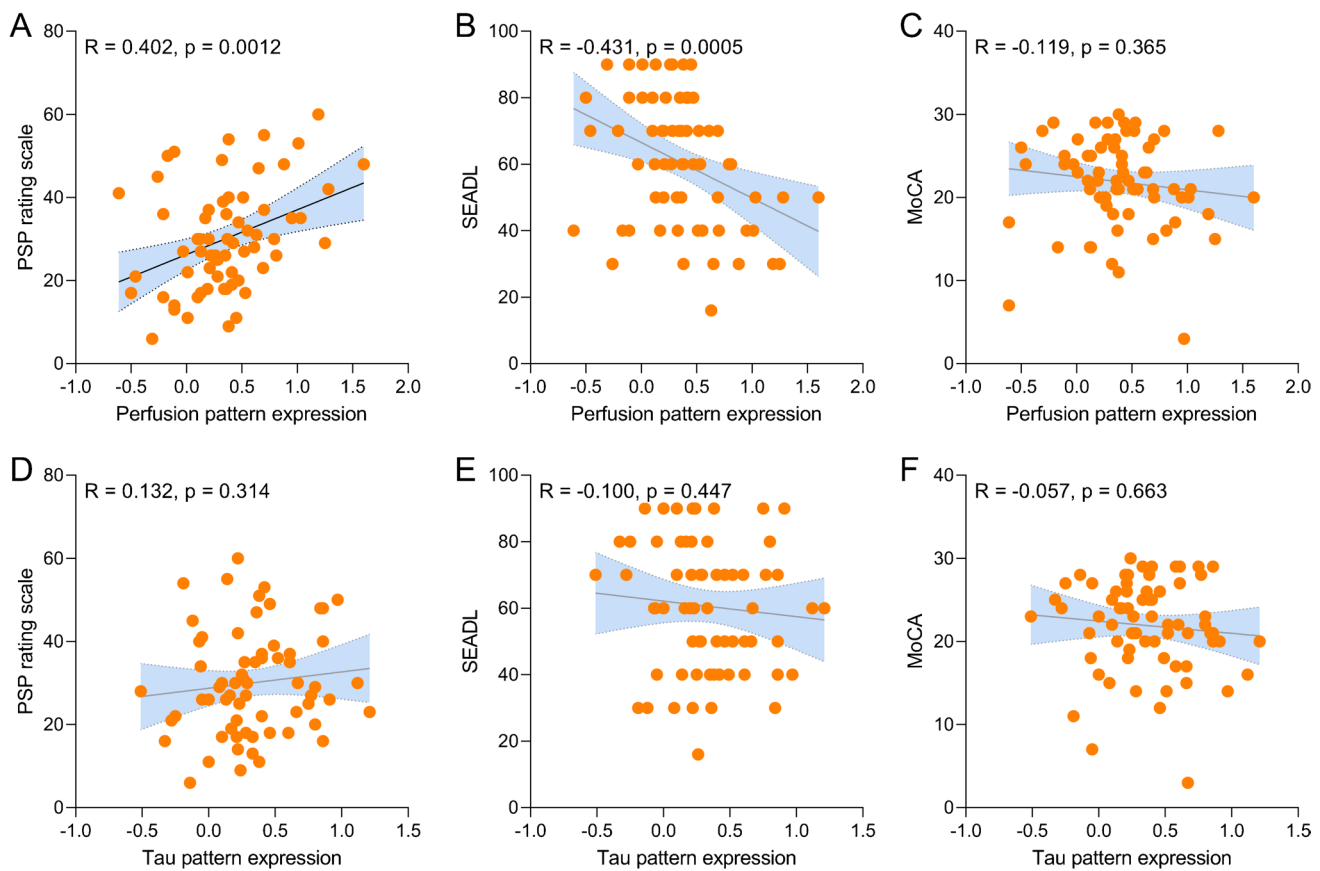 A
R = 0.402, p = 0.0012
PSP rating scale
80
60
40
20
0
-1.0 -0.5 0.0 0.5 1.0 1.5 2.0
Perfusion pattern expression
B
R = -0.431, p = 0.0005
SEADL
100
80
60
40
20
0
-1.0 -0.5 0.0 0.5 1.0 1.5 2.0
Perfusion pattern expression
C
R = -0.119, p = 0.365
MoCA
40
30
20
10
0
-1.0 -0.5 0.0 0.5 1.0 1.5 2.0
Perfusion pattern expression
D
R = 0.132, p = 0.314
PSP rating scale
80
60
40
20
0
-1.0 -0.5 0.0 0.5 1.0 1.5
Tau pattern expression
E
R = -0.100, p = 0.447
SEADL
100
80
60
40
20
0
-1.0 -0.5 0.0 0.5 1.0 1.5
Tau pattern expression
F
R = -0.057, p = 0.663
MoCA
40
30
20
10
0
-1.0 -0.5 0.0 0.5 1.0 1.5
Tau pattern expression